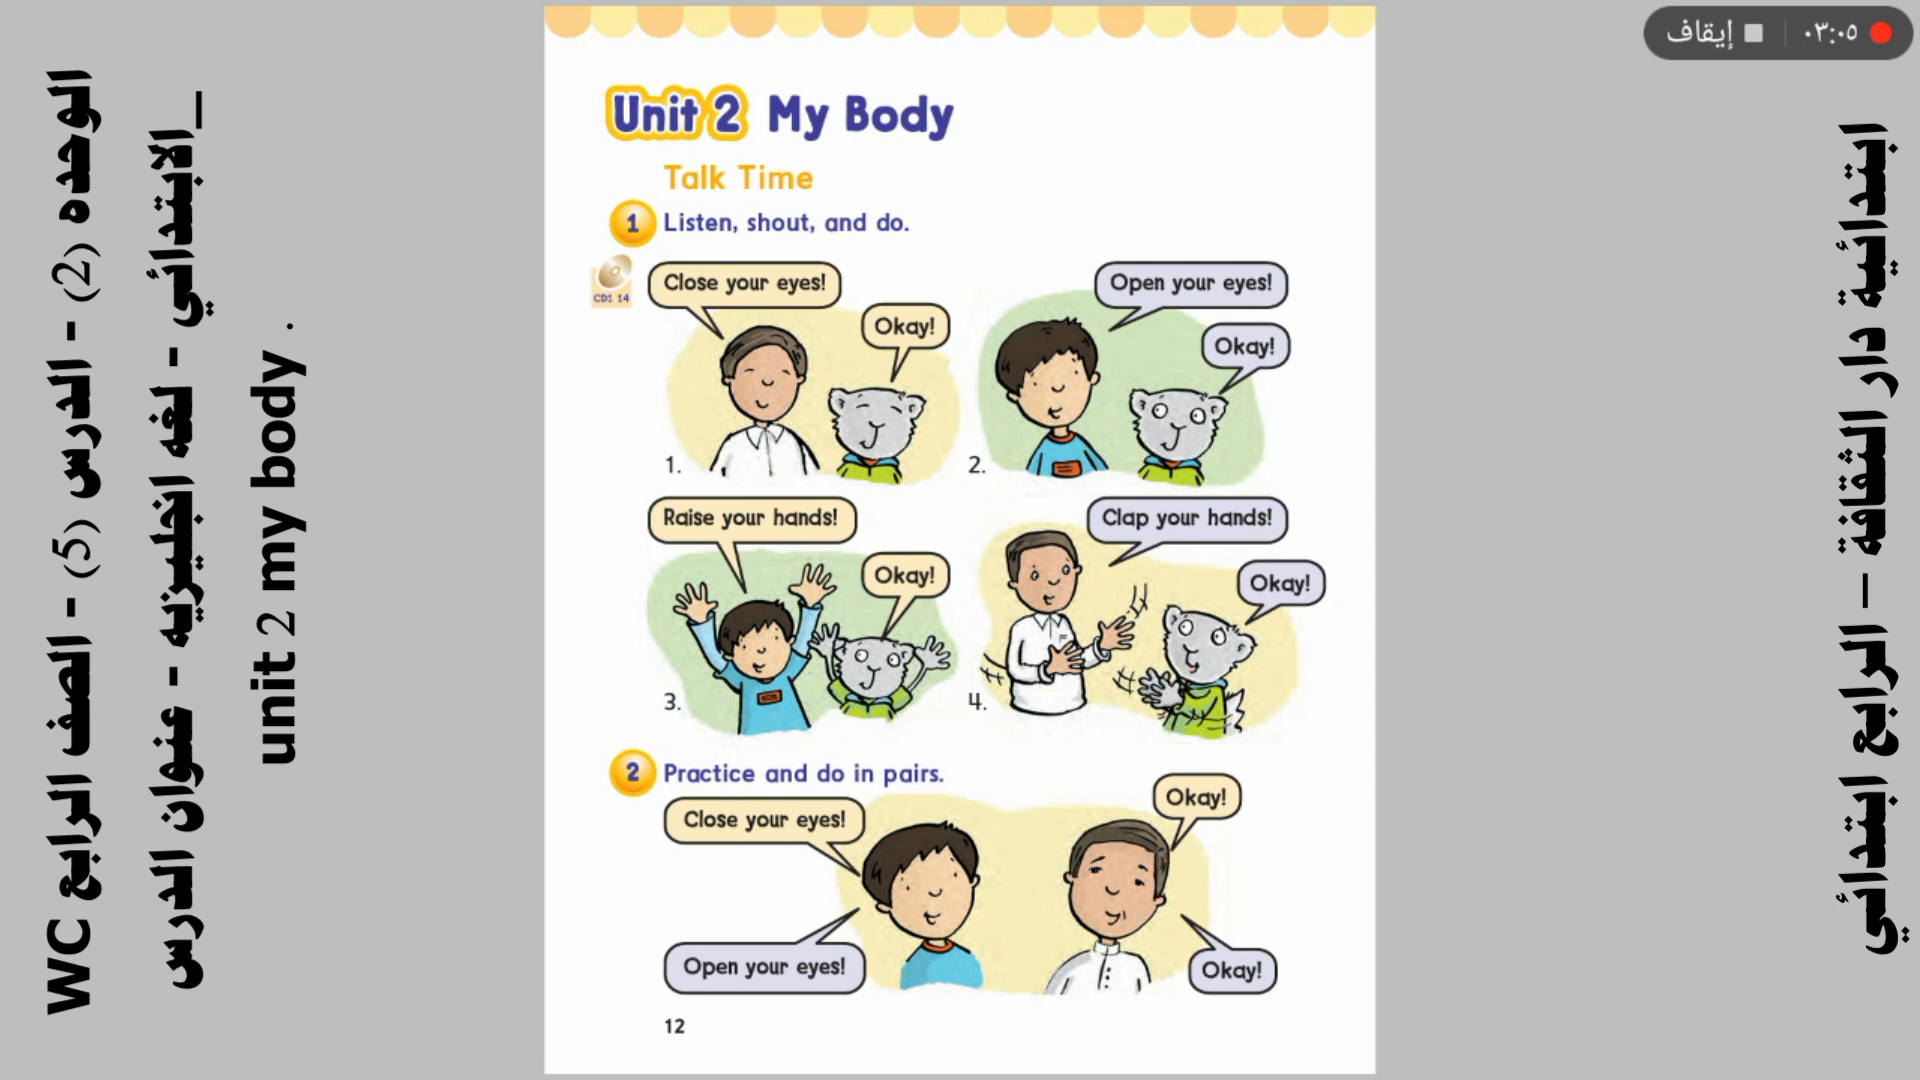 إيقاف ٠٣:٠٥
WC الوحده (2) - الدرس (5) - الصف الرابع
الابتدائي - لغه انجليزيه - عنوان الدرس_
unit 2 my body .
ابتدائية دار الثقافة – الرابع ابتدائي
Unit 2 My Body
Talk Time
1 Listen, shout, and do.
CD1 14
Close your eyes!
Okay!
1.
Open your eyes!
Okay!
2.
Raise your hands!
Okay!
3.
Clap your hands!
Okay!
4.
2 Practice and do in pairs.
Close your eyes!
Okay!
Open your eyes!
Okay!
12